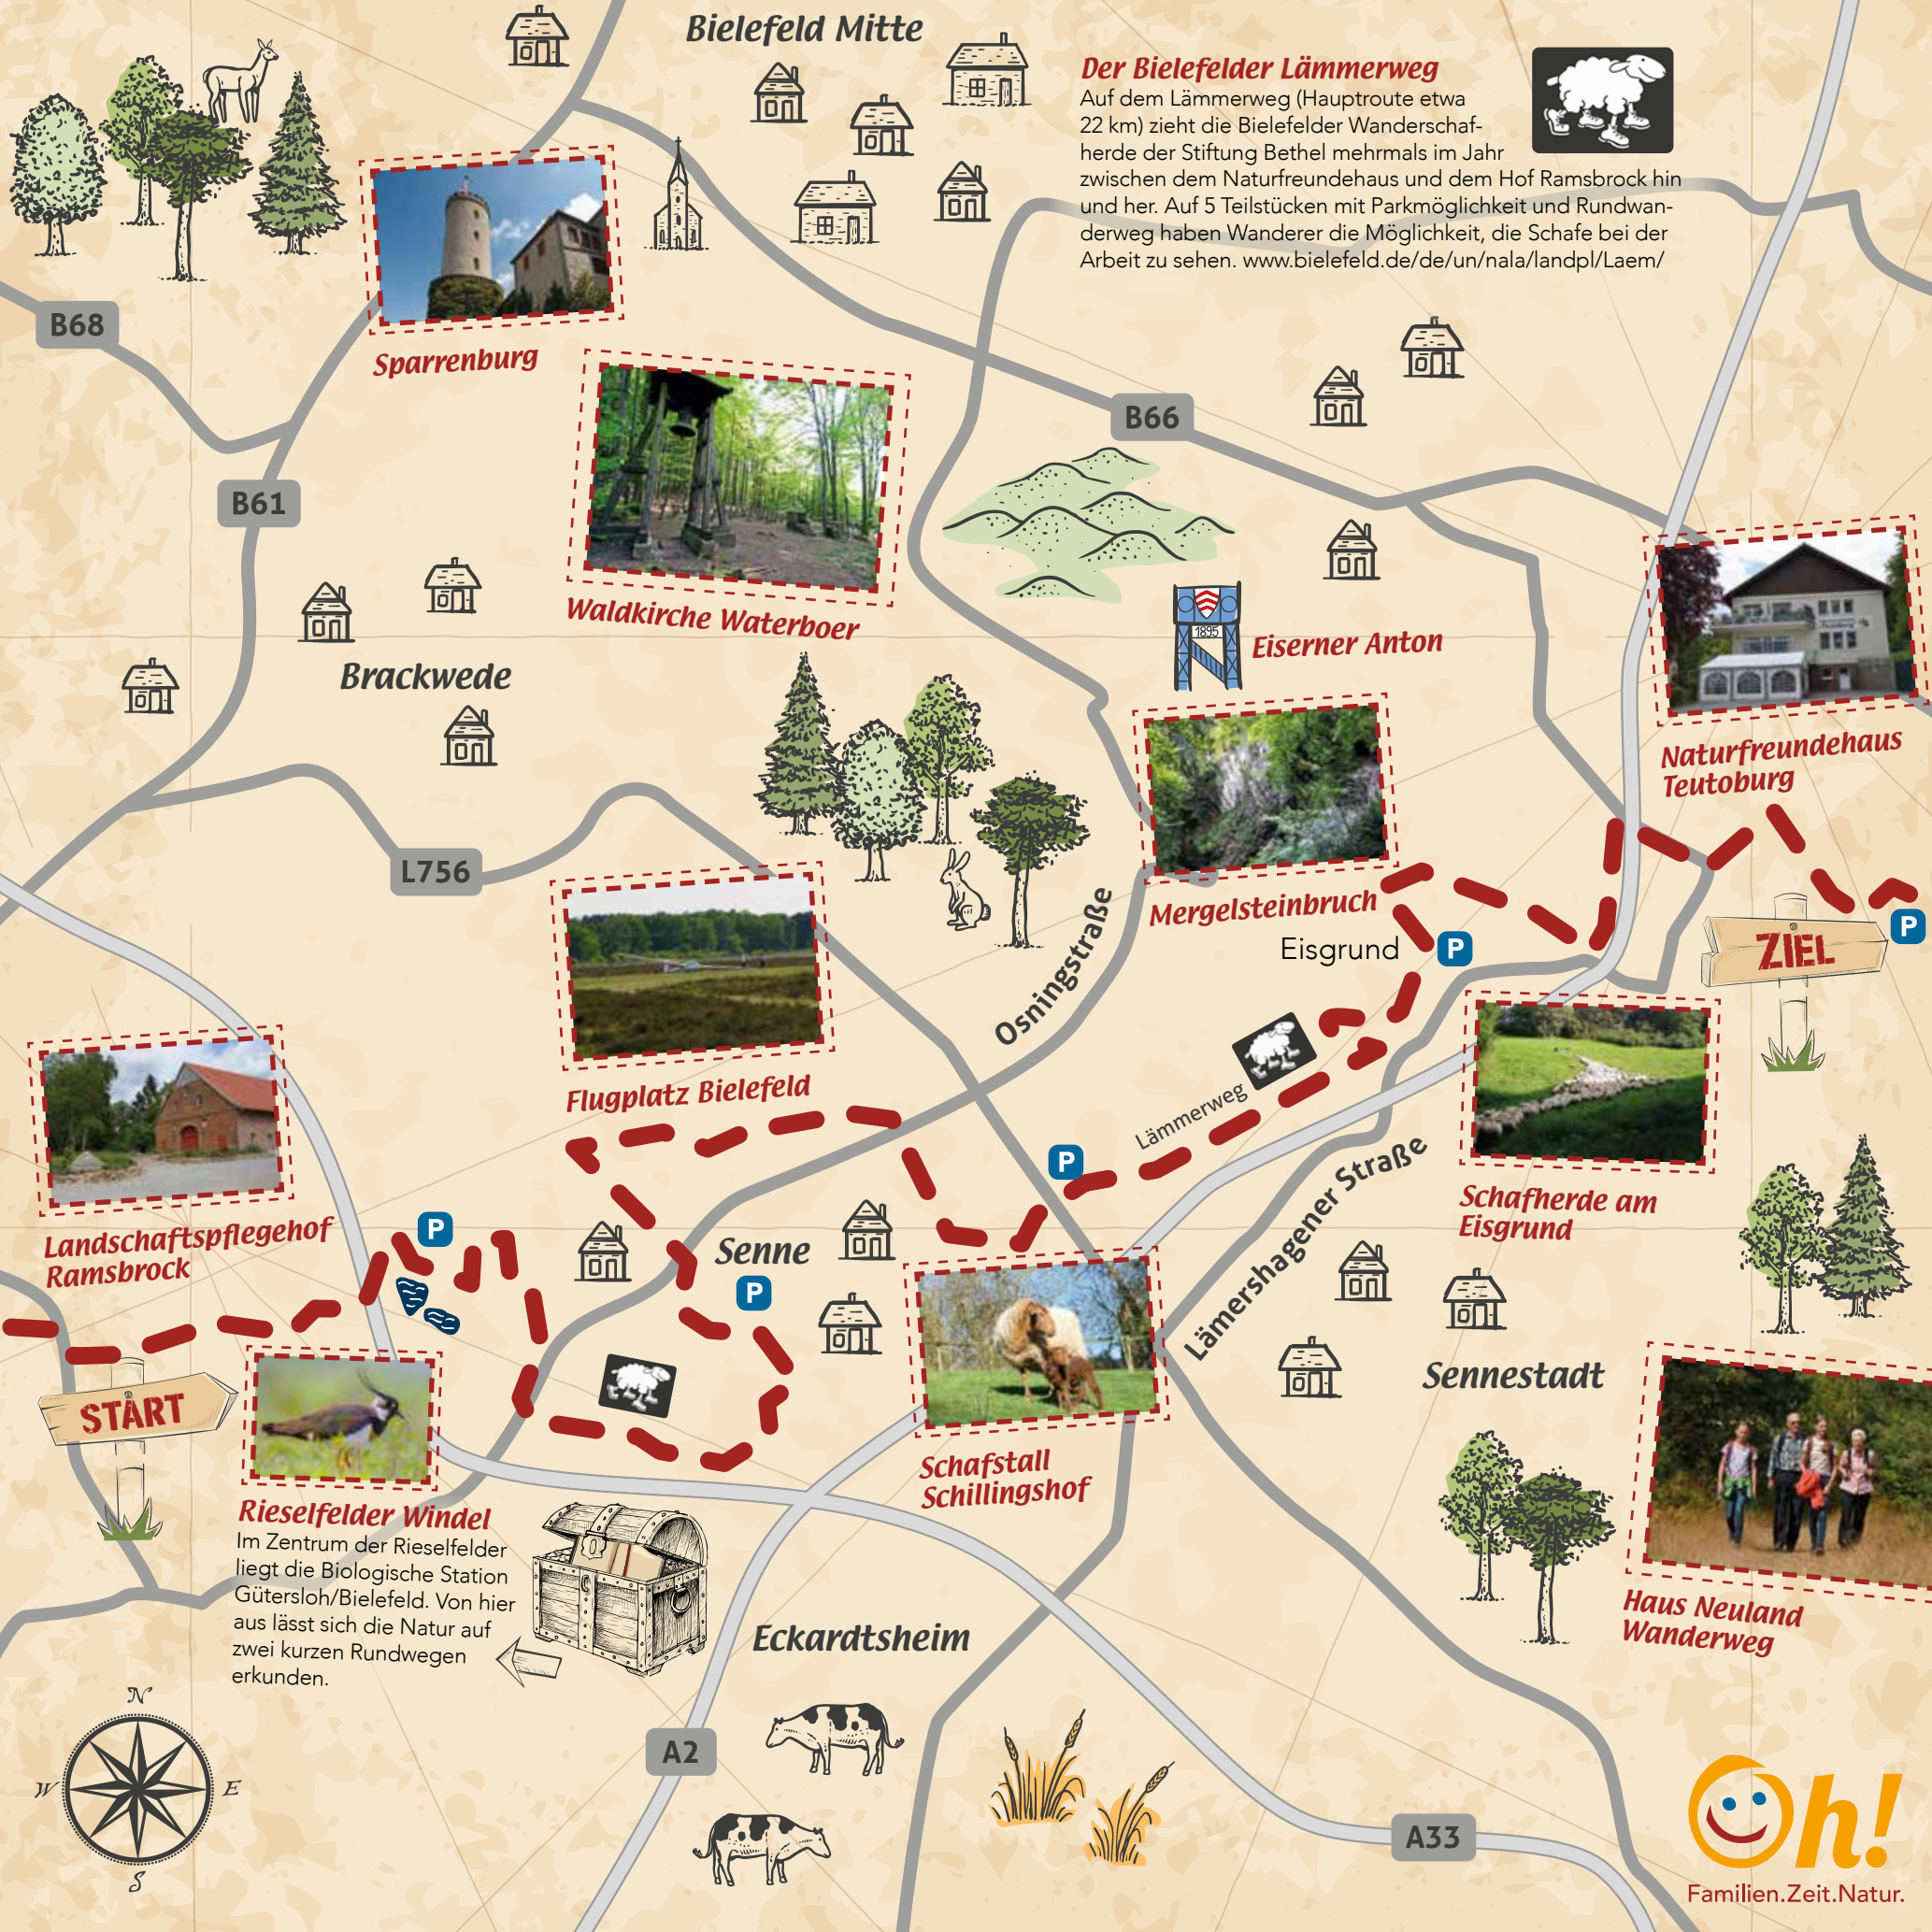 Bielefeld Mitte
Der Bielefelder Lämmerweg
Auf dem Lämmerweg (Hauptroute etwa
22 km) zieht die Bielefelder Wanderschaf-
herde der Stiftung Bethel mehrmals im Jahr
zwischen dem Naturfreundehaus und dem Hof Ramsbrock hin
und her. Auf 5 Teilstücken mit Parkmöglichkeit und Rundwan-
derweg haben Wanderer die Möglichkeit, die Schafe bei der
Arbeit zu sehen. www.bielefeld.de/de/un/nala/landpl/Laem/
B68
Sparrenburg
B66
B61
Waldkirche Waterboer
1895
Eiserner Anton
Brackwede
Naturfreundehaus
Teutoburg
L756
Mergelsteinbruch
Eisgrund
P
P
ZIEL
Osningstraße
Flugplatz Bielefeld
Lämmerweg
P
Lämershagener Straße
Schafherde am
Eisgrund
Landschaftspflegehof
Ramsbrock
P
Senne
P
START
Sennestadt
Schafstall
Schillingshof
Rieselfelder Windel
Im Zentrum der Rieselfelder
liegt die Biologische Station
Gütersloh/Bielefeld. Von hier
aus lässt sich die Natur auf
zwei kurzen Rundwegen
erkunden.
Haus Neuland
Wanderweg
Eckardtsheim
N
W
E
S
A2
A33
Oh!
Familien.Zeit.Natur.